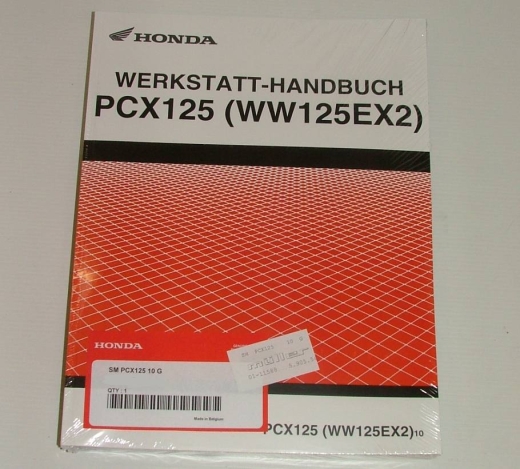 HONDA
WERKSTATT-HANDBUCH
PCX125 (WW125EX2)
HONDA
SM PCX125 10 G
QTY : 1
Made in Belgium
PCX125 (WW125EX2)10